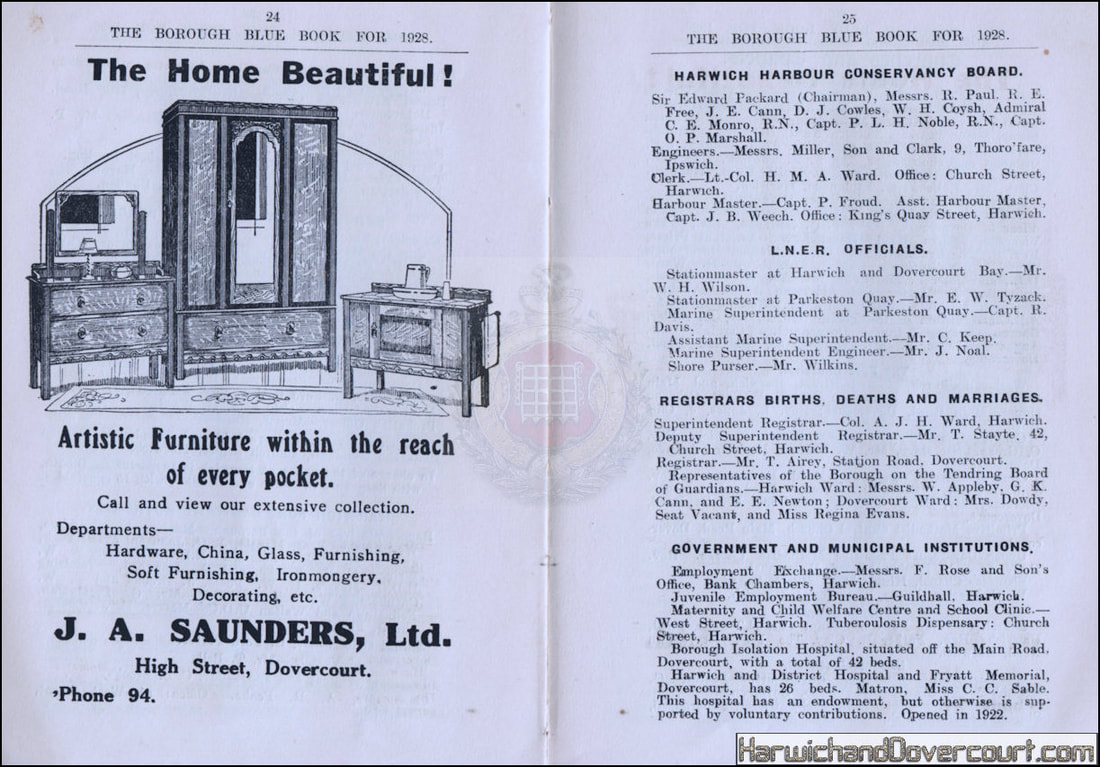 24
THE BOROUGH BLUE BOOK FOR 1928.
The Home Beautiful!
Artistic Furniture within the reach
of every pocket.
Call and view our extensive collection.
Departments—
Hardware, China, Glass, Furnishing,
Soft Furnishing, Ironmongery,
Decorating, etc.
J. A. SAUNDERS, Ltd.
High Street, Dovercourt.
'Phone 94.
25
THE BOROUGH BLUE BOOK FOR 1928.
HARWICH HARBOUR CONSERVANCY BOARD.
Sir Edward Packard (Chairman), Messrs. R. Paul. R. E.
Free, J. E. Cann, D. J. Cowles, W. H. Coysh, Admiral
C. E. Monro, R.N., Capt. P. L. H. Noble, R.N., Capt.
O. P. Marshall.
Engineers.—Messrs. Miller, Son and Clark, 9, Thoro'fare,
Ipswich.
Clerk.—Lt.-Col. H. M. A. Ward. Office: Church Street,
Harwich.
Harbour Master.—Capt. P. Froud. Asst. Harbour Master,
Capt. J. B. Weech. Office: King's Quay Street, Harwich.
L.N.E.R. OFFICIALS.
Stationmaster at Harwich and Dovercourt Bay.—Mr.
W. H. Wilson.
Stationmaster at Parkeston Quay.—Mr. E. W. Tyzack.
Marine Superintendent at Parkeston Quay.—Capt. R.
Davis.
Assistant Marine Superintendent.—Mr. C. Keep.
Marine Superintendent Engineer.—Mr. J. Noal.
Shore Purser.—Mr. Wilkins.
REGISTRARS BIRTHS, DEATHS AND MARRIAGES.
Superintendent Registrar.—Col. A. J. H. Ward, Harwich.
Deputy Superintendent Registrar.—Mr. T. Stayte, 42,
Church Street, Harwich.
Registrar.—Mr. T. Airey, Station Road, Dovercourt.
Representatives of the Borough on the Tendring Board
of Guardians.—Harwich Ward: Messrs. W. Appleby, G. K.
Cann, and E. E. Newton; Dovercourt Ward: Mrs. Dowdy,
Seat Vacant, and Miss Regina Evans.
GOVERNMENT AND MUNICIPAL INSTITUTIONS.
Employment Exchange.—Messrs. F. Rose and Son's
Office, Bank Chambers, Harwich.
Juvenile Employment Bureau.—Guildhall, Harwich.
Maternity and Child Welfare Centre and School Clinic.—
West Street, Harwich. Tuberoulosis Dispensary: Church
Street, Harwich.
Borough Isolation Hospital, situated off the Main Road,
Dovercourt, with a total of 42 beds.
Harwich and District Hospital and Fryatt Memorial,
Dovercourt, has 26 beds. Matron, Miss C. C. Sable.
This hospital has an endowment, but otherwise is sup-
ported by voluntary contributions. Opened in 1922.
HarwichandDovercourt.com